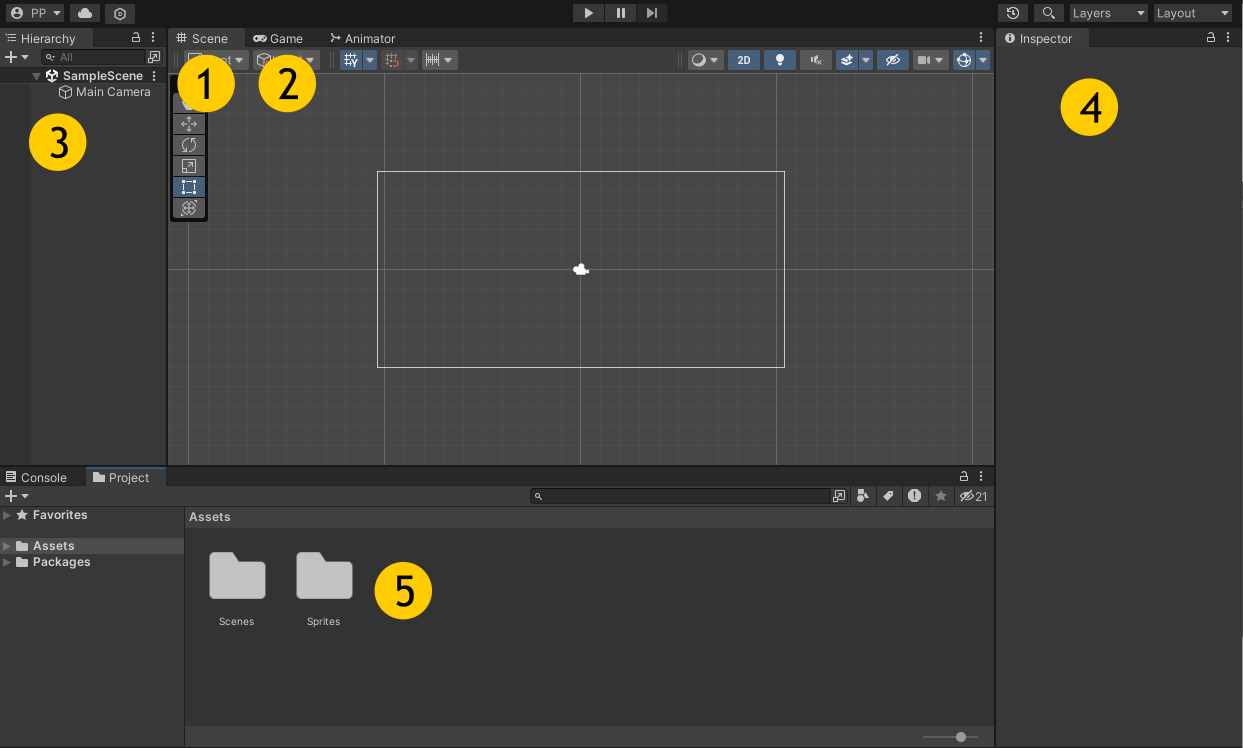 PP
Layers
Layout
Hierarchy
Scene
Game
Animator
Inspector
All
2D
SampleScene
Main Camera
1
2
3
4
Console
Project
21
Favorites
Assets
Packages
Assets
5
Scenes
Sprites